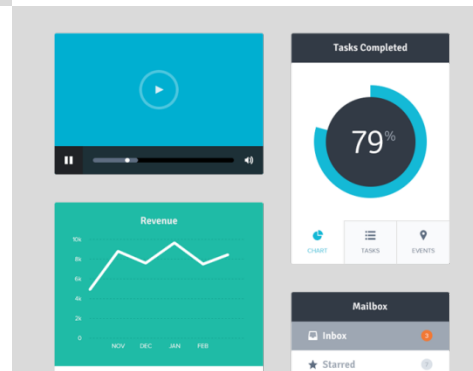 Tasks Completed
79%
CHART
TASKS
EVENTS
Revenue
10k
8k
6k
4k
2k
0
NOV
DEC
JAN
FEB
Mailbox
Inbox
Starred